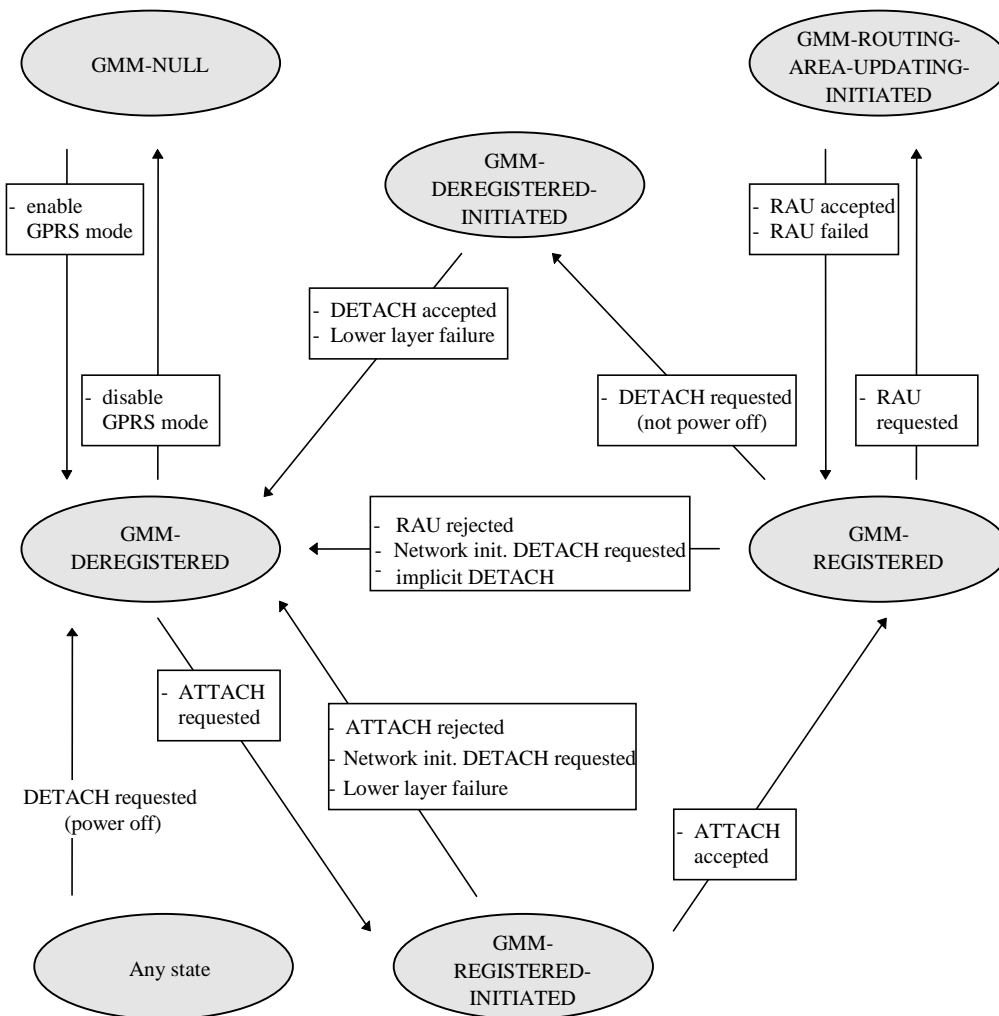 GMM-NULL
GMM-ROUTING-
AREA-UPDATING-
INITIATED
GMM-
DEREGISTERED-
INITIATED
- enable
GPRS mode
- RAU accepted
- RAU failed
- DETACH accepted
- Lower layer failure
- disable
GPRS mode
- DETACH requested
(not power off)
- RAU
requested
GMM-
DEREGISTERED
- RAU rejected
- Network init. DETACH requested
- implicit DETACH
GMM-
REGISTERED
- ATTACH
requested
- ATTACH rejected
- Network init. DETACH requested
- Lower layer failure
DETACH requested
(power off)
- ATTACH
accepted
Any state
GMM-
REGISTERED-
INITIATED